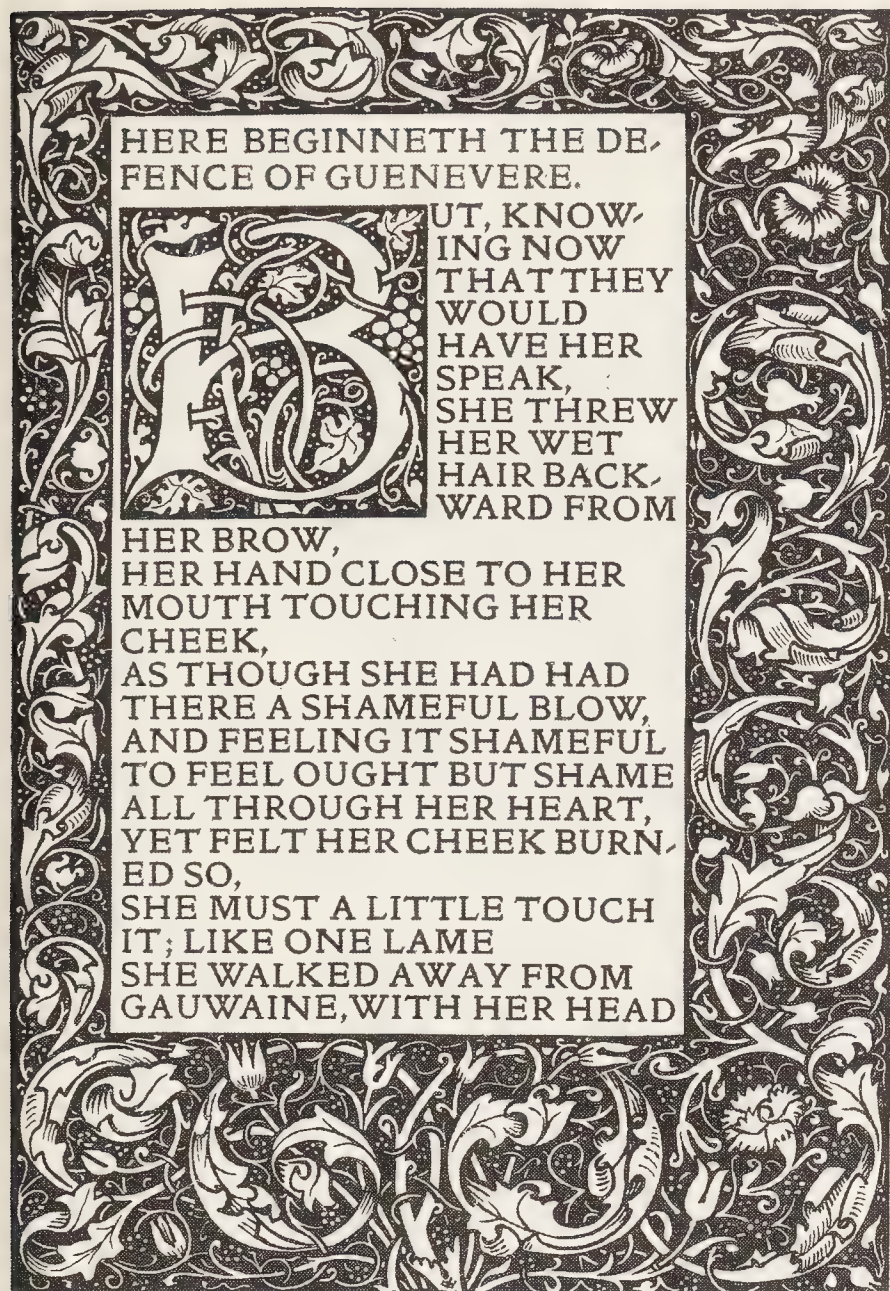 HERE BEGINNETH THE DE-
FENCE OF GUENEVERE.
BUT, KNOW-
ING NOW
THAT THEY
WOULD
HAVE HER
SPEAK,
SHE THREW
HER WET
HAIR BACK-
WARD FROM
HER BROW,
HER HAND CLOSE TO HER
MOUTH TOUCHING HER
CHEEK,
AS THOUGH SHE HAD HAD
THERE A SHAMEFUL BLOW,
AND FEELING IT SHAMEFUL
TO FEEL OUGHT BUT SHAME
ALL THROUGH HER HEART,
YET FELT HER CHEEK BURN-
ED SO,
SHE MUST A LITTLE TOUCH
IT; LIKE ONE LAME
SHE WALKED AWAY FROM
GAUWAINE, WITH HER HEAD